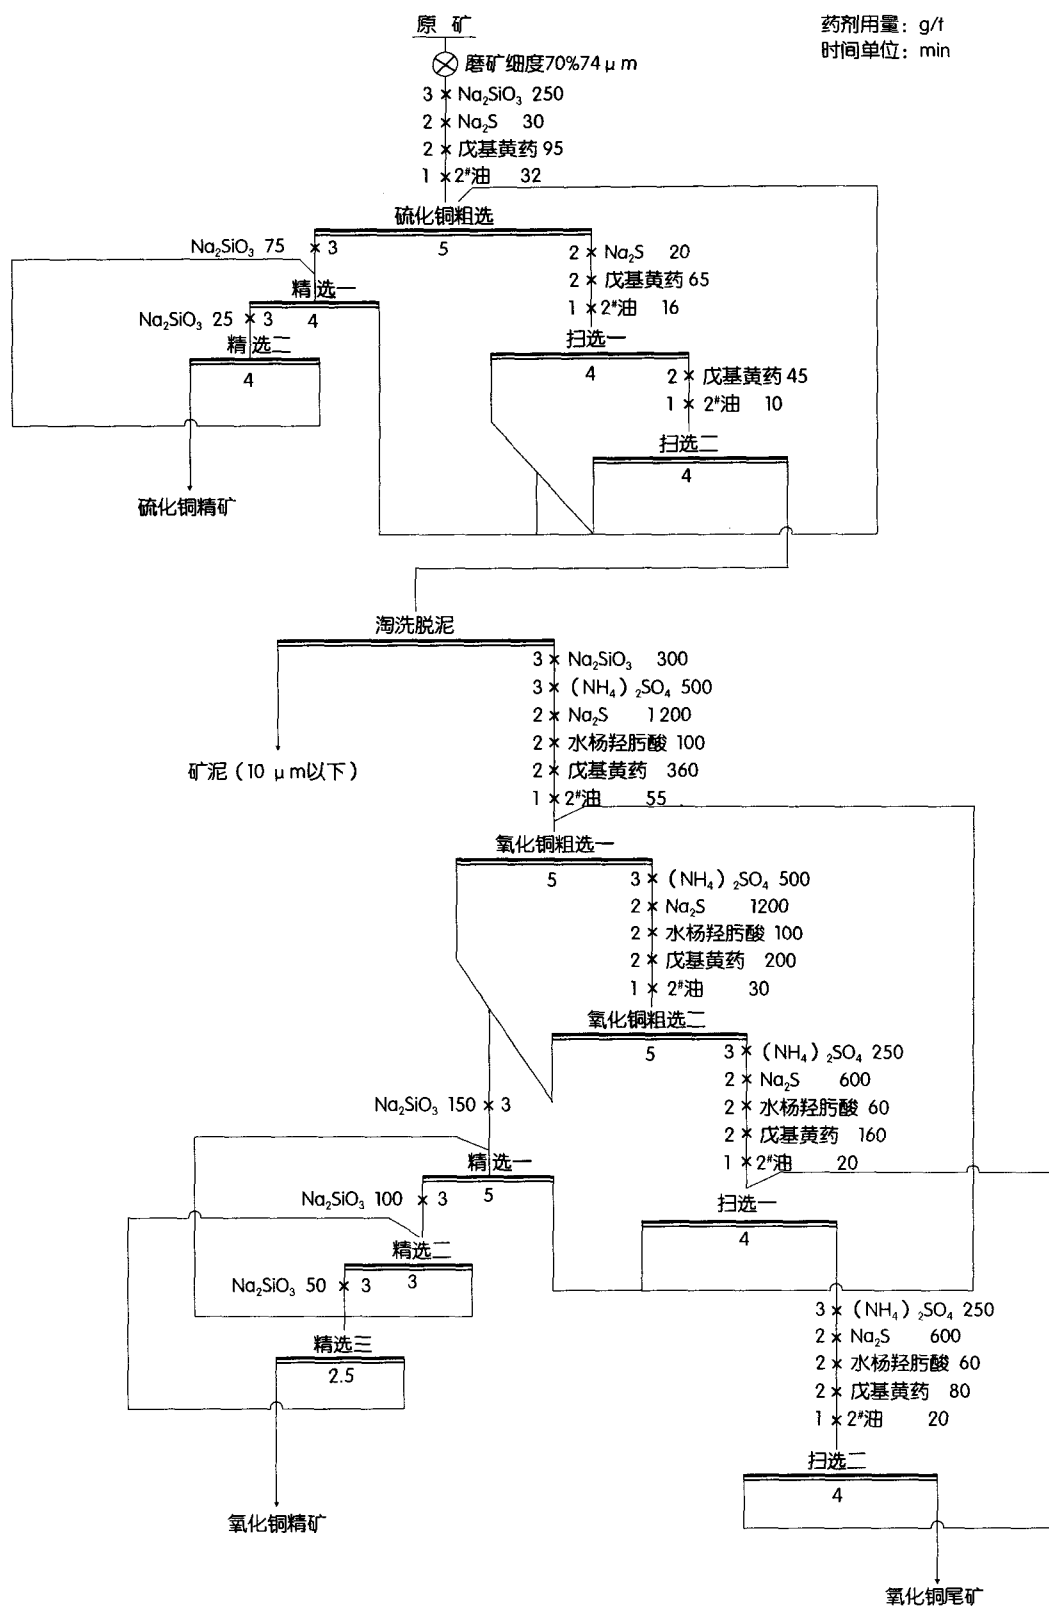 原 矿
药剂用量：g/t
时间单位：min
磨矿细度70%74μm
3 Na₂SiO₃ 250
2 Na₂S 30
2 戊基黄药 95
1 2#油 32
硫化铜粗选
5
Na₂SiO₃ 75 3
2 Na₂S 20
2 戊基黄药 65
1 2#油 16
精选一
4
Na₂SiO₃ 25 3
精选二
4
扫选一
4
2 戊基黄药 45
1 2#油 10
扫选二
4
硫化铜精矿
淘洗脱泥
3 Na₂SiO₃ 300
3 (NH₄)₂SO₄ 500
2 Na₂S 1200
2 水杨羟肟酸 100
2 戊基黄药 360
1 2#油 55
矿泥（10 μm以下）
氧化铜粗选一
5
3 (NH₄)₂SO₄ 500
2 Na₂S 1200
2 水杨羟肟酸 100
2 戊基黄药 200
1 2#油 30
氧化铜粗选二
5
3 (NH₄)₂SO₄ 250
2 Na₂S 600
2 水杨羟肟酸 60
2 戊基黄药 160
1 2#油 20
Na₂SiO₃ 150 3
精选一
5
Na₂SiO₃ 100 3
精选二
3
Na₂SiO₃ 50 3
精选三
2.5
氧化铜精矿
扫选一
4
3 (NH₄)₂SO₄ 250
2 Na₂S 600
2 水杨羟肟酸 60
2 戊基黄药 80
1 2#油 20
扫选二
4
氧化铜尾矿